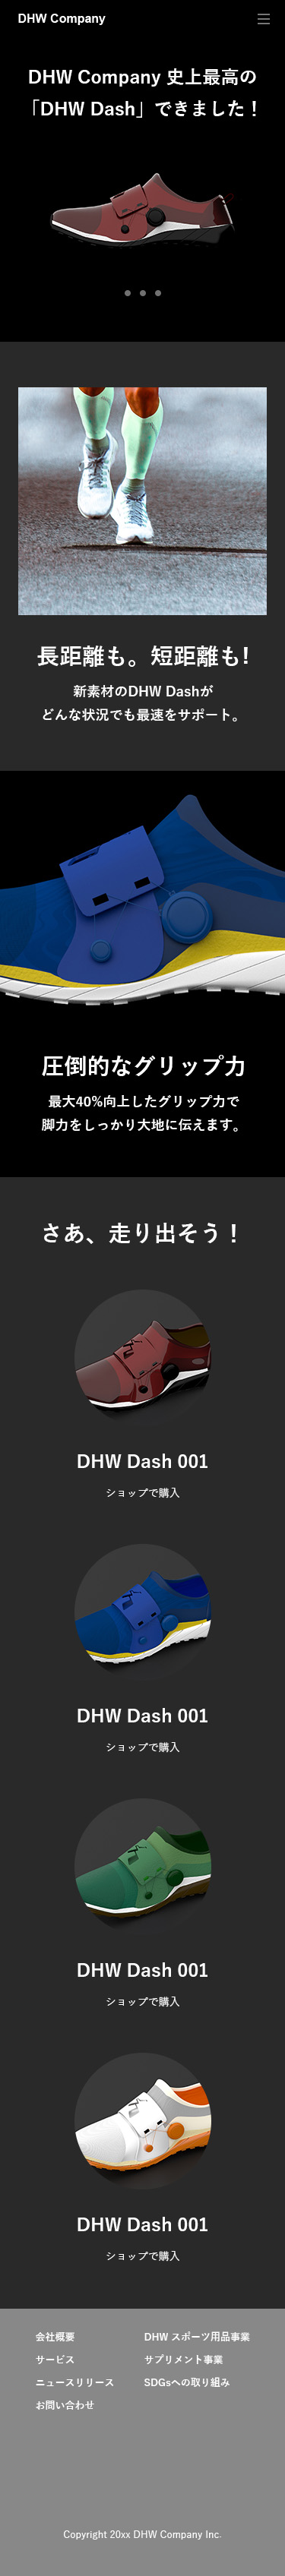 DHW Company
DHW Company 史上最高の
「DHW Dash」できました！
長距離も。短距離も!
新素材のDHW Dashが
どんな状況でも最速をサポート。
圧倒的なグリップ力
最大40%向上したグリップ力で
脚力をしっかり大地に伝えます。
さあ、走り出そう！
DHW Dash 001
ショップで購入
DHW Dash 001
ショップで購入
DHW Dash 001
ショップで購入
DHW Dash 001
ショップで購入
会社概要
サービス
ニュースリリース
お問い合わせ
DHW スポーツ用品事業
サプリメント事業
SDGsへの取り組み
Copyright 20xx DHW Company Inc.